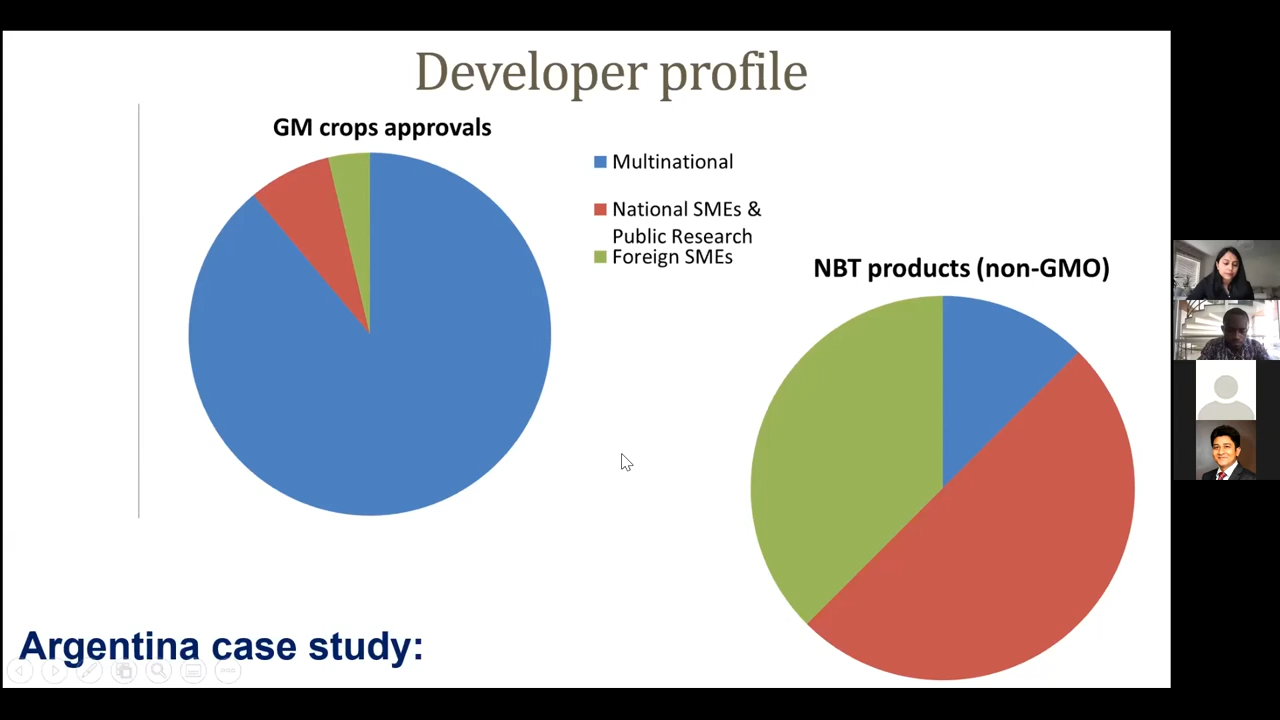 Developer profile
GM crops approvals
Multinational
National SMEs &
Public Research
Foreign SMEs
NBT products (non-GMO)
Argentina case study: